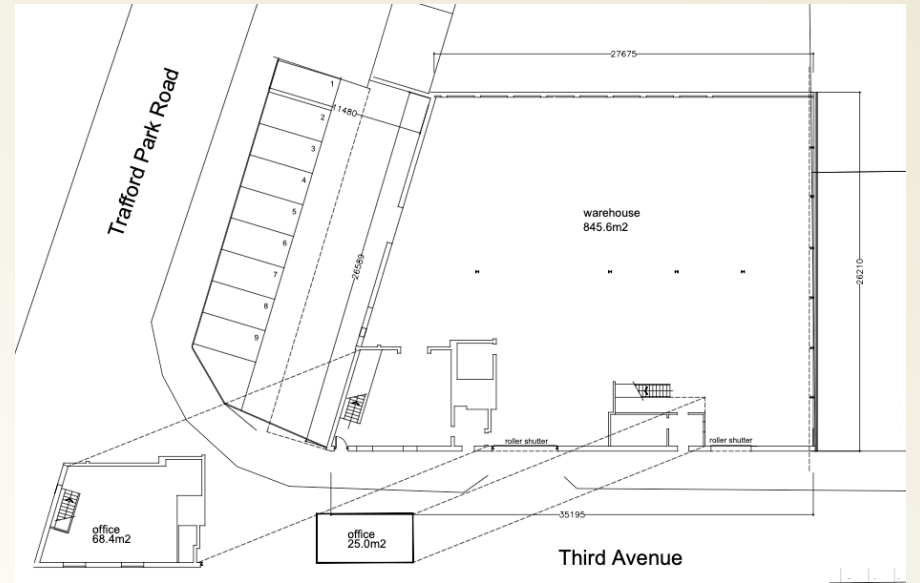 27675
Trafford Park Road
1
2
11480
3
4
5
6
7
8
9
26589
warehouse
845.6m2
26210
roller shutter
roller shutter
35195
office
68.4m2
office
25.0m2
Third Avenue